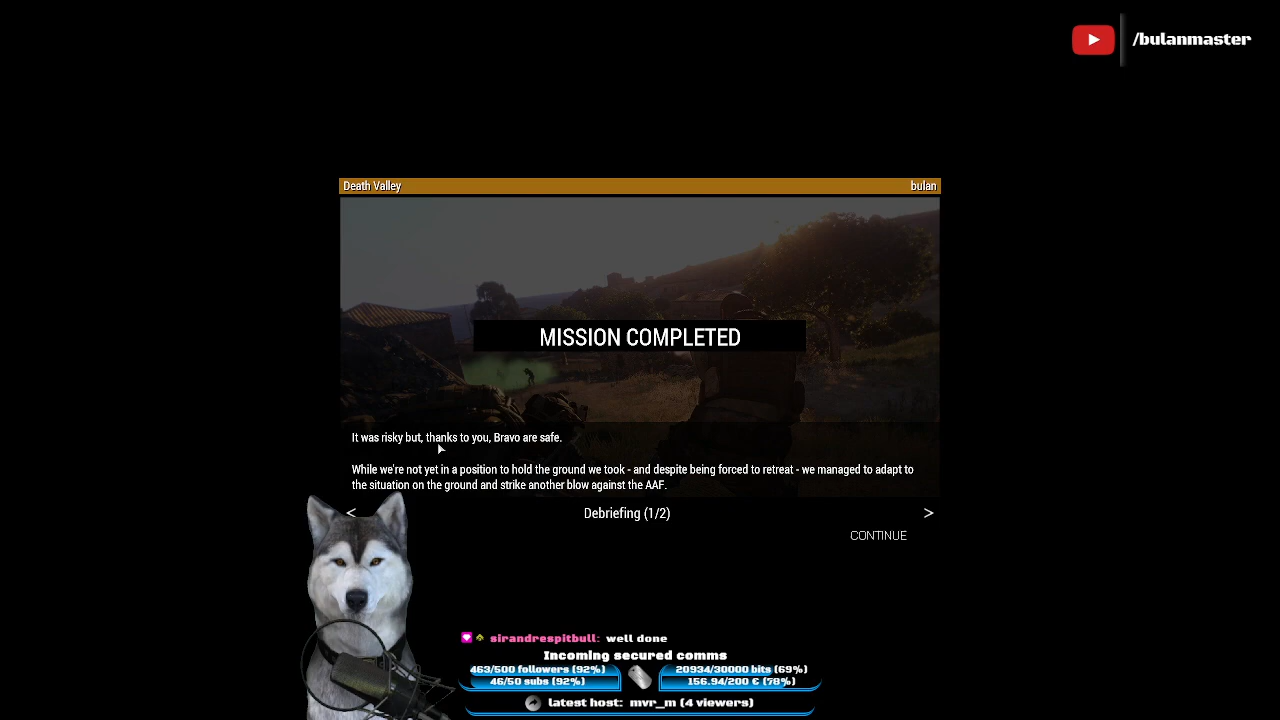 /bulanmaster
Death Valley
bulan
MISSION COMPLETED
It was risky but, thanks to you, Bravo are safe.
While we're not yet in a position to hold the ground we took - and despite being forced to retreat - we managed to adapt to
the situation on the ground and strike another blow against the AAF.
< Debriefing (1/2) >
CONTINUE
sirandrespitbull: well done
Incoming secured comms
463/500 followers (92%)
20934/30000 bits (69%)
46/50 subs (92%)
156.94/200 € (78%)
latest host: mvr_m (4 viewers)